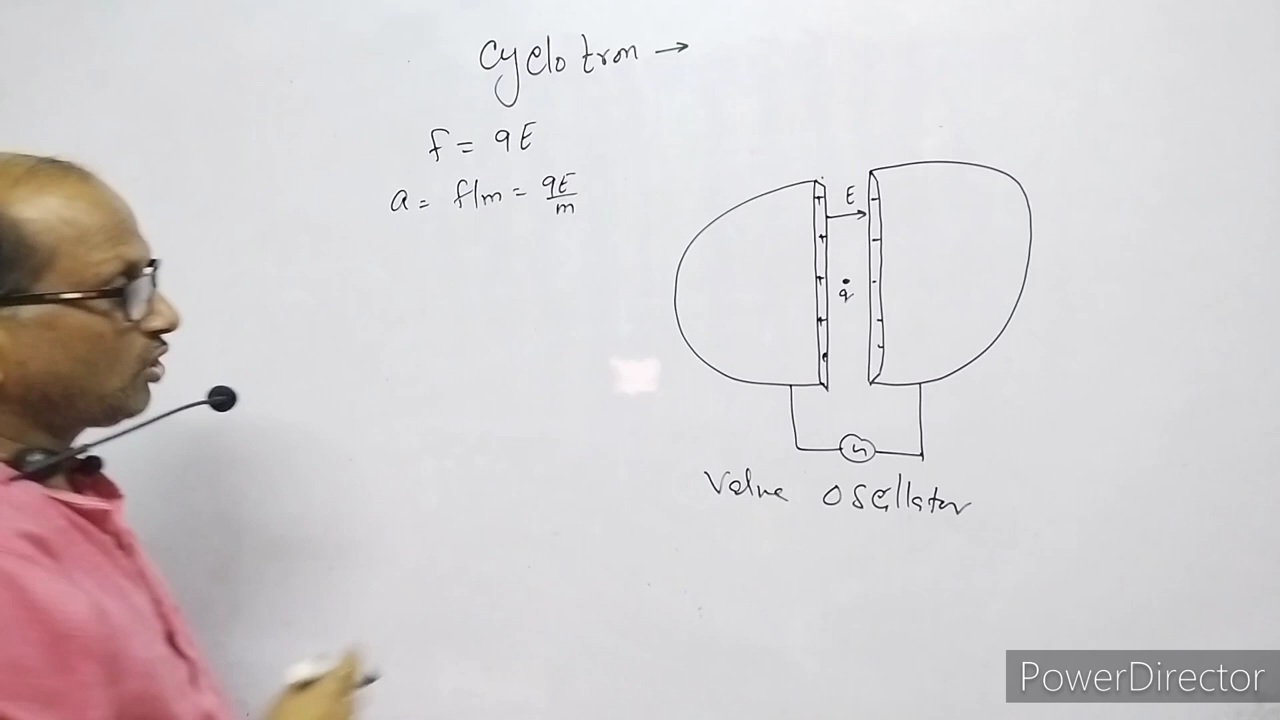 Cyclotron →
f = qE
a = f/m = qE/m
E
q
Valve oscillator
PowerDirector